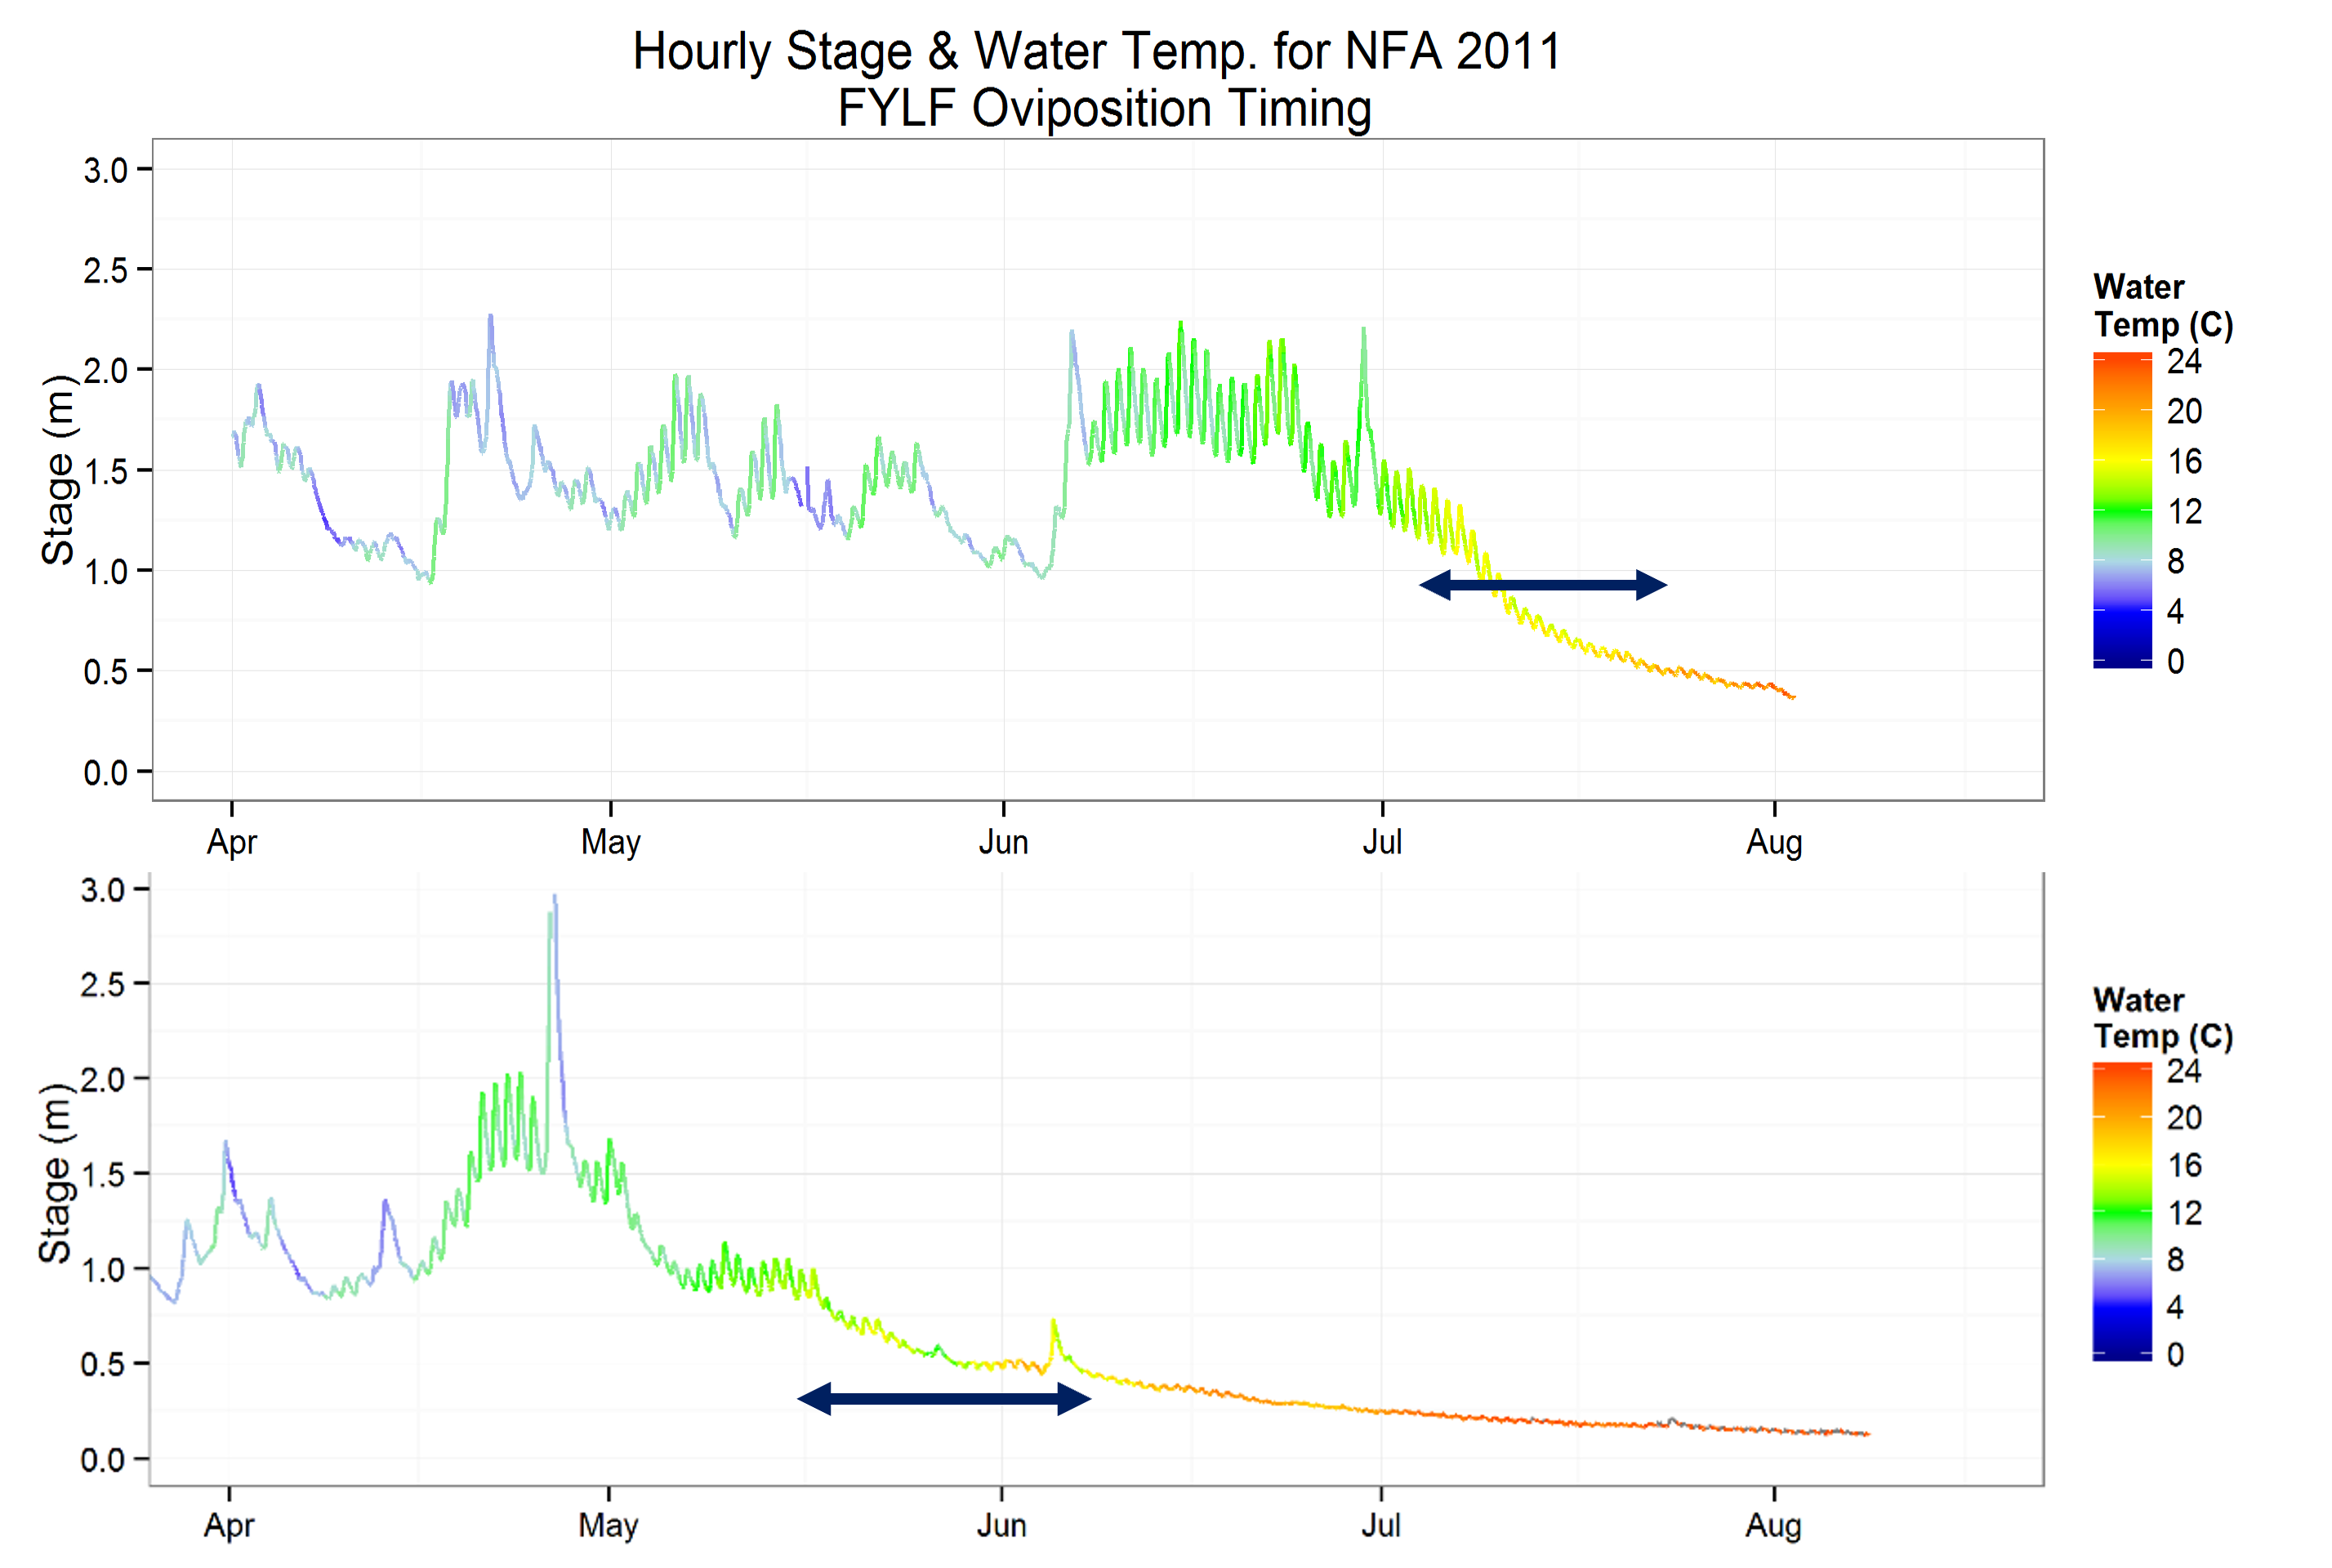 Hourly Stage & Water Temp. for NFA 2011
FYLF Oviposition Timing
Stage (m)
3.0
2.5
2.0
1.5
1.0
0.5
0.0
Apr May Jun Jul Aug
Water
Temp (C)
24
20
16
12
8
4
0
Stage (m)
3.0
2.5
2.0
1.5
1.0
0.5
0.0
Apr May Jun Jul Aug
Water
Temp (C)
24
20
16
12
8
4
0